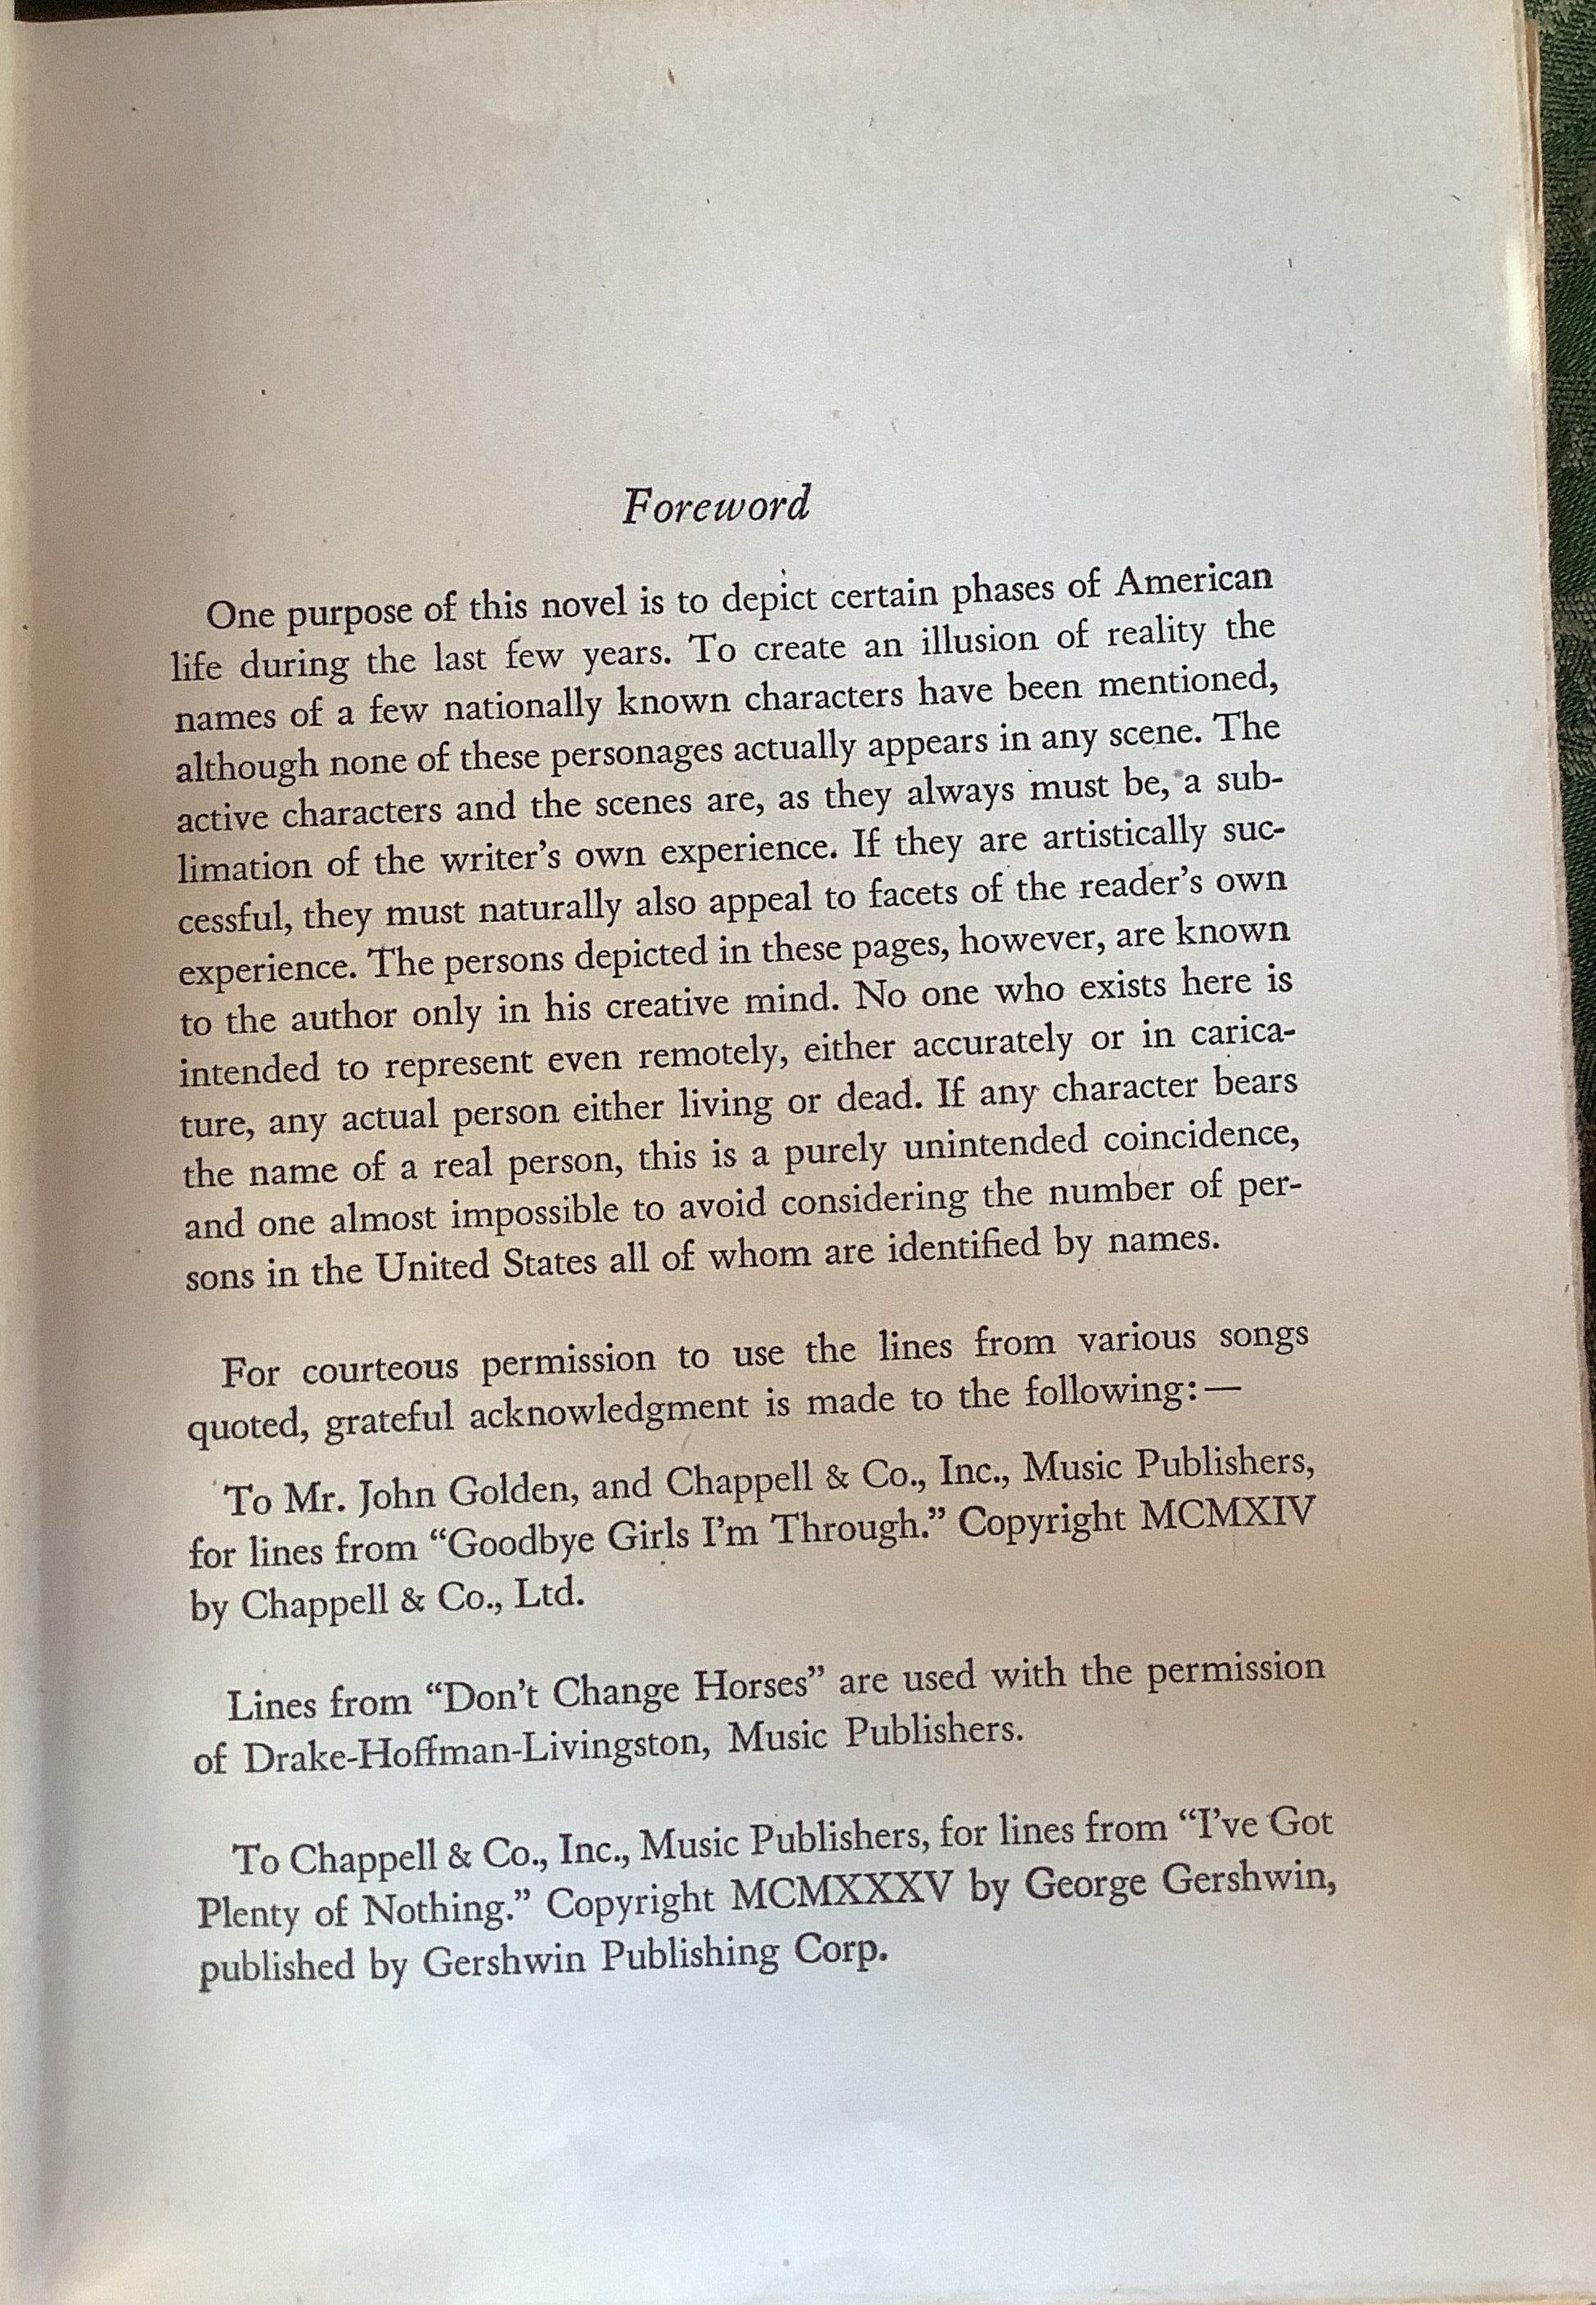 Foreword
One purpose of this novel is to depict certain phases of American
life during the last few years. To create an illusion of reality the
names of a few nationally known characters have been mentioned,
although none of these personages actually appears in any scene. The
active characters and the scenes are, as they always must be, a sub-
limation of the writer's own experience. If they are artistically suc-
cessful, they must naturally also appeal to facets of the reader's own
experience. The persons depicted in these pages, however, are known
to the author only in his creative mind. No one who exists here is
intended to represent even remotely, either accurately or in carica-
ture, any actual person either living or dead. If any character bears
the name of a real person, this is a purely unintended coincidence,
and one almost impossible to avoid considering the number of per-
sons in the United States all of whom are identified by names.
For courteous permission to use the lines from various songs
quoted, grateful acknowledgment is made to the following:—
To Mr. John Golden, and Chappell & Co., Inc., Music Publishers,
for lines from “Goodbye Girls I'm Through.” Copyright MCMXIV
by Chappell & Co., Ltd.
Lines from “Don't Change Horses” are used with the permission
of Drake-Hoffman-Livingston, Music Publishers.
To Chappell & Co., Inc., Music Publishers, for lines from “I've Got
Plenty of Nothing.” Copyright MCMXXXV by George Gershwin,
published by Gershwin Publishing Corp.